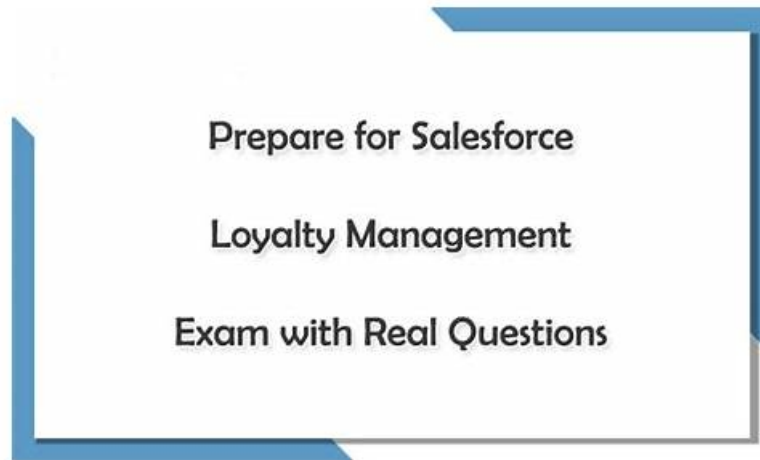 Prepare for Salesforce
Loyalty Management
Exam with Real Questions